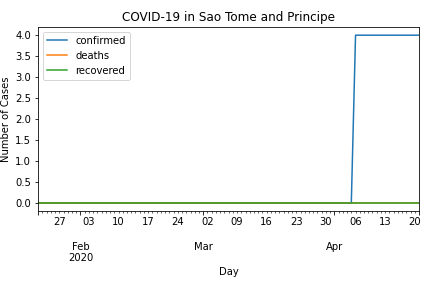 COVID-19 in Sao Tome and Principe
confirmed
deaths
recovered
Number of Cases
4.0
3.5
3.0
2.5
2.0
1.5
1.0
0.5
0.0
27 03 10 17 24 02 09 16 23 30 06 13 20
Feb Mar Apr
2020
Day